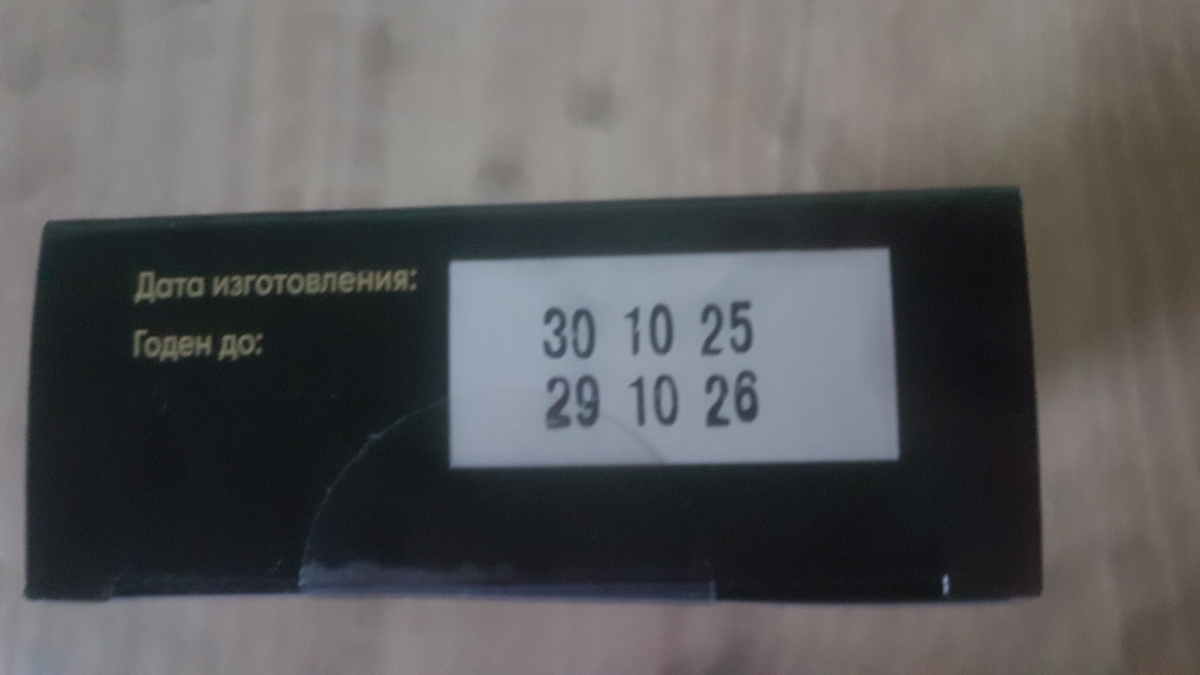 Дата изготовления: 30 10 25
Годен до: 29 10 26